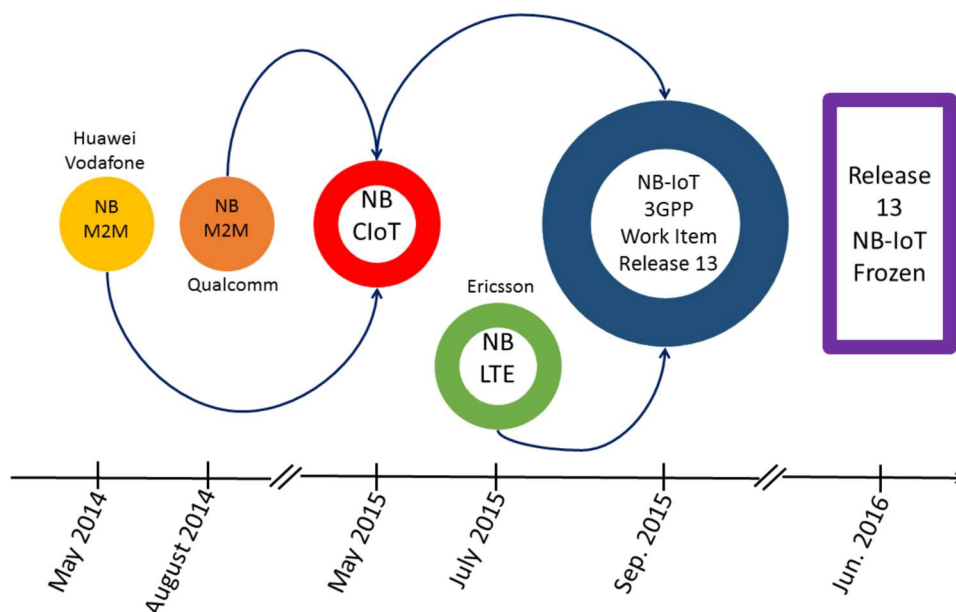 Huawei
Vodafone
NB
M2M
NB
M2M
Qualcomm
NB
CIoT
Ericsson
NB
LTE
NB-IoT
3GPP
Work Item
Release 13
Release
13
NB-IoT
Frozen
May 2014
August 2014
May 2015
July 2015
Sep. 2015
Jun. 2016